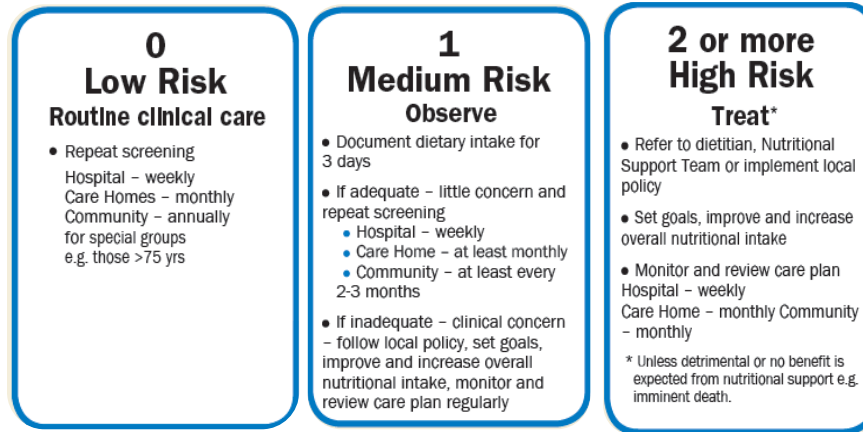 0
Low Risk
Routine clinical care
• Repeat screening
Hospital – weekly
Care Homes – monthly
Community – annually
for special groups
e.g. those >75 yrs
1
Medium Risk
Observe
• Document dietary intake for
3 days
• If adequate – little concern and
repeat screening
• Hospital – weekly
• Care Home – at least monthly
• Community – at least every
2-3 months
• If inadequate – clinical concern
– follow local policy, set goals,
improve and increase overall
nutritional intake, monitor and
review care plan regularly
2 or more
High Risk
Treat*
• Refer to dietitian, Nutritional
Support Team or implement local
policy
• Set goals, improve and increase
overall nutritional intake
• Monitor and review care plan
Hospital – weekly
Care Home – monthly Community
– monthly
* Unless detrimental or no benefit is
expected from nutritional support e.g.
imminent death.